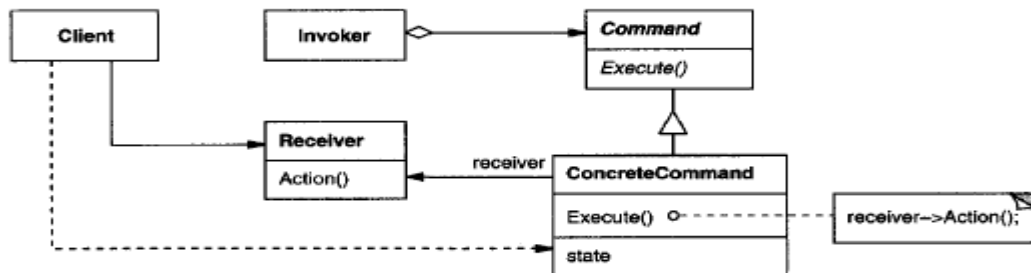 Client
Invoker
Command
Execute()
Receiver
Action()
receiver
ConcreteCommand
Execute()
receiver->Action();
state